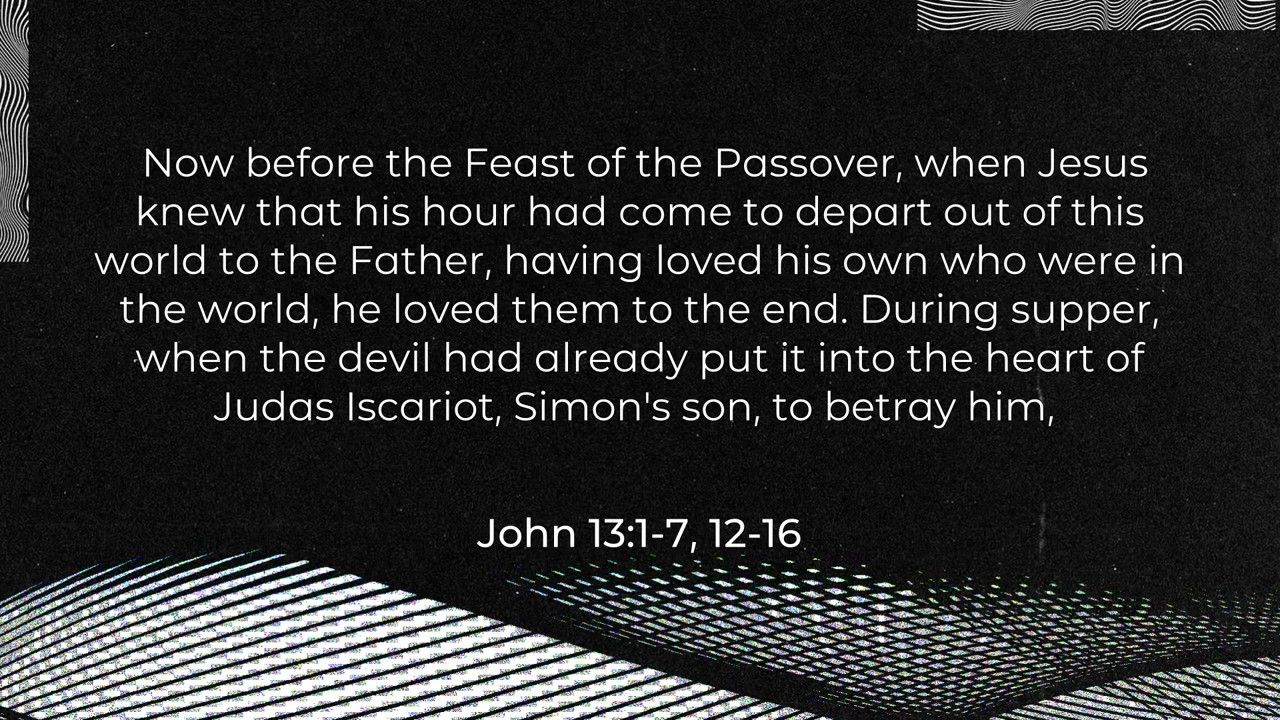 Now before the Feast of the Passover, when Jesus
knew that his hour had come to depart out of this
world to the Father, having loved his own who were in
the world, he loved them to the end. During supper,
when the devil had already put it into the heart of
Judas Iscariot, Simon's son, to betray him,
John 13:1-7, 12-16